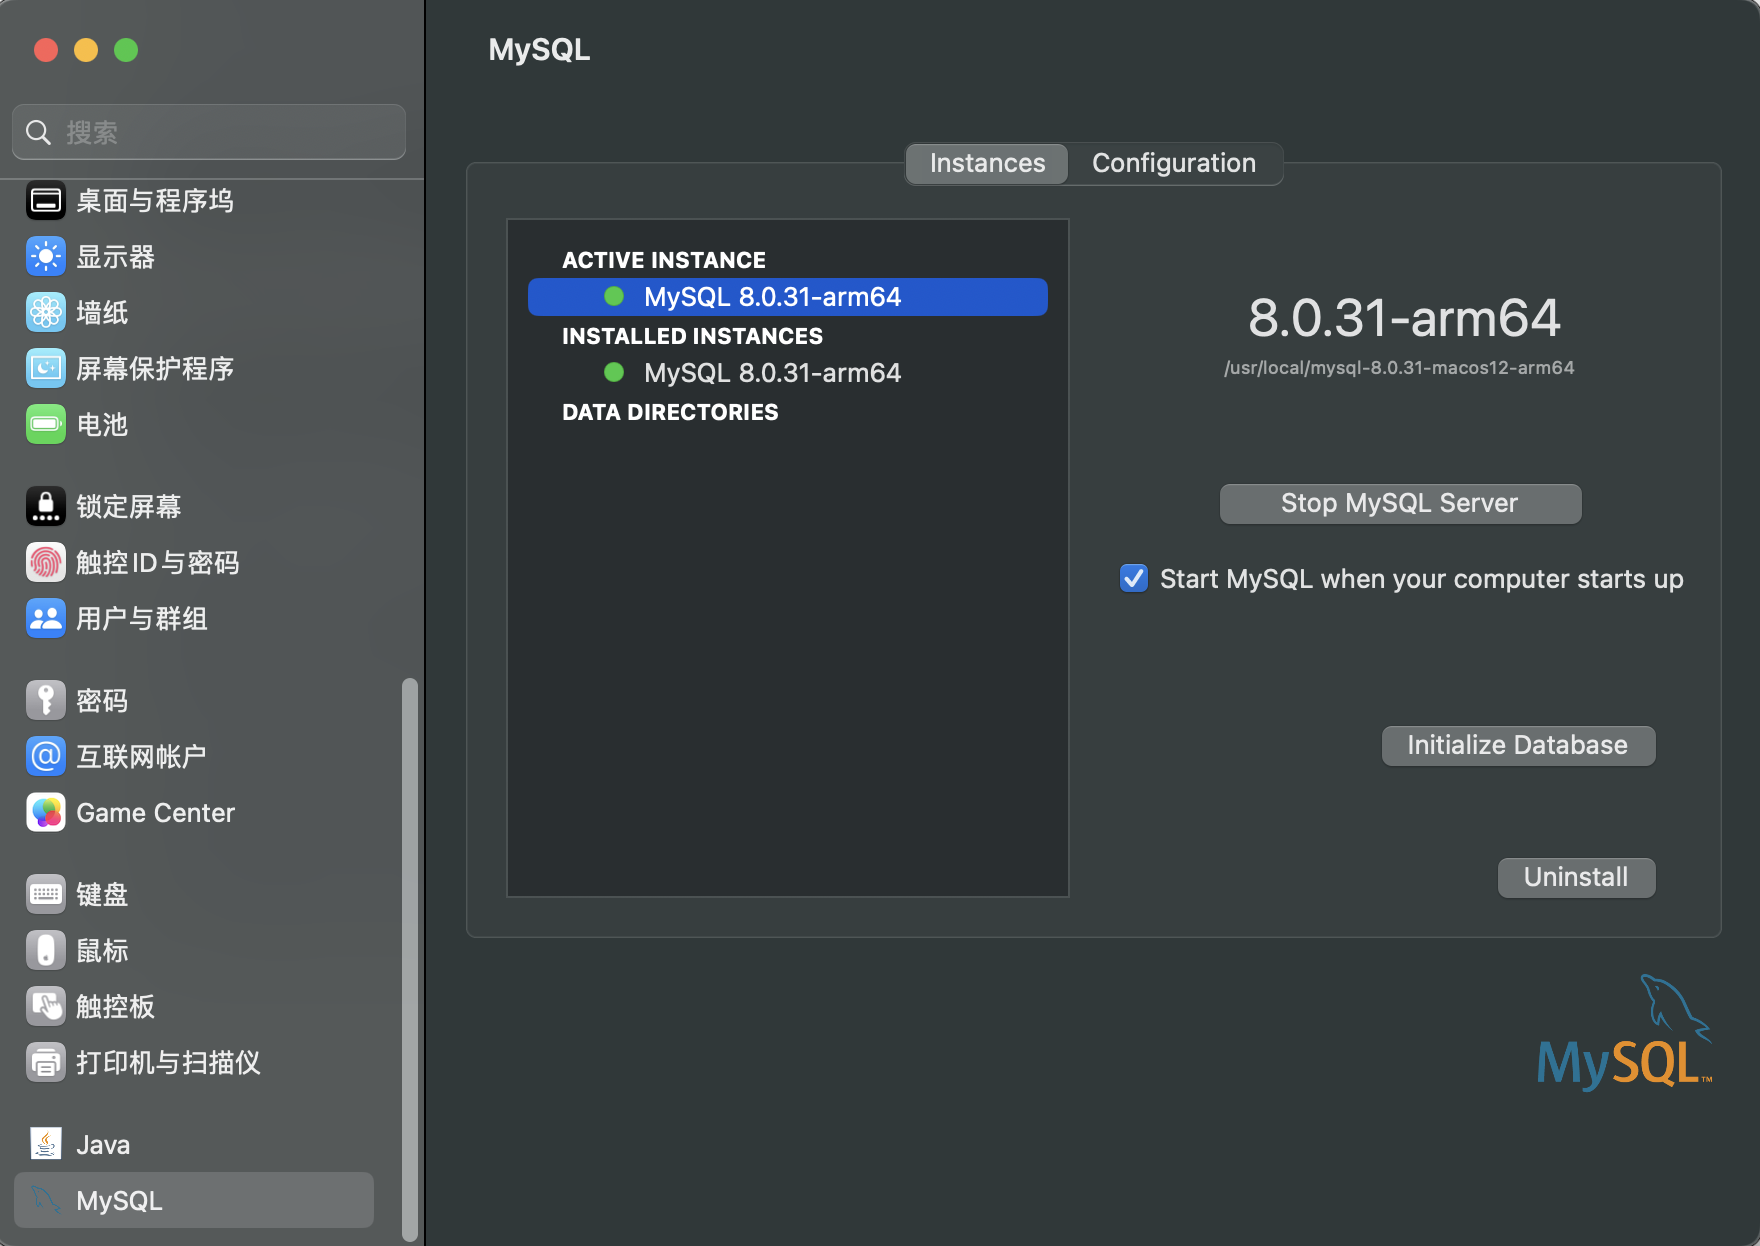 搜索
桌面与程序坞
显示器
墙纸
屏幕保护程序
电池
锁定屏幕
触控ID与密码
用户与群组
密码
互联网帐户
Game Center
键盘
鼠标
触控板
打印机与扫描仪
Java
MySQL
MySQL
Instances
Configuration
ACTIVE INSTANCE
MySQL 8.0.31-arm64
INSTALLED INSTANCES
MySQL 8.0.31-arm64
DATA DIRECTORIES
8.0.31-arm64
/usr/local/mysql-8.0.31-macos12-arm64
Stop MySQL Server
Start MySQL when your computer starts up
Initialize Database
Uninstall
MySQL™